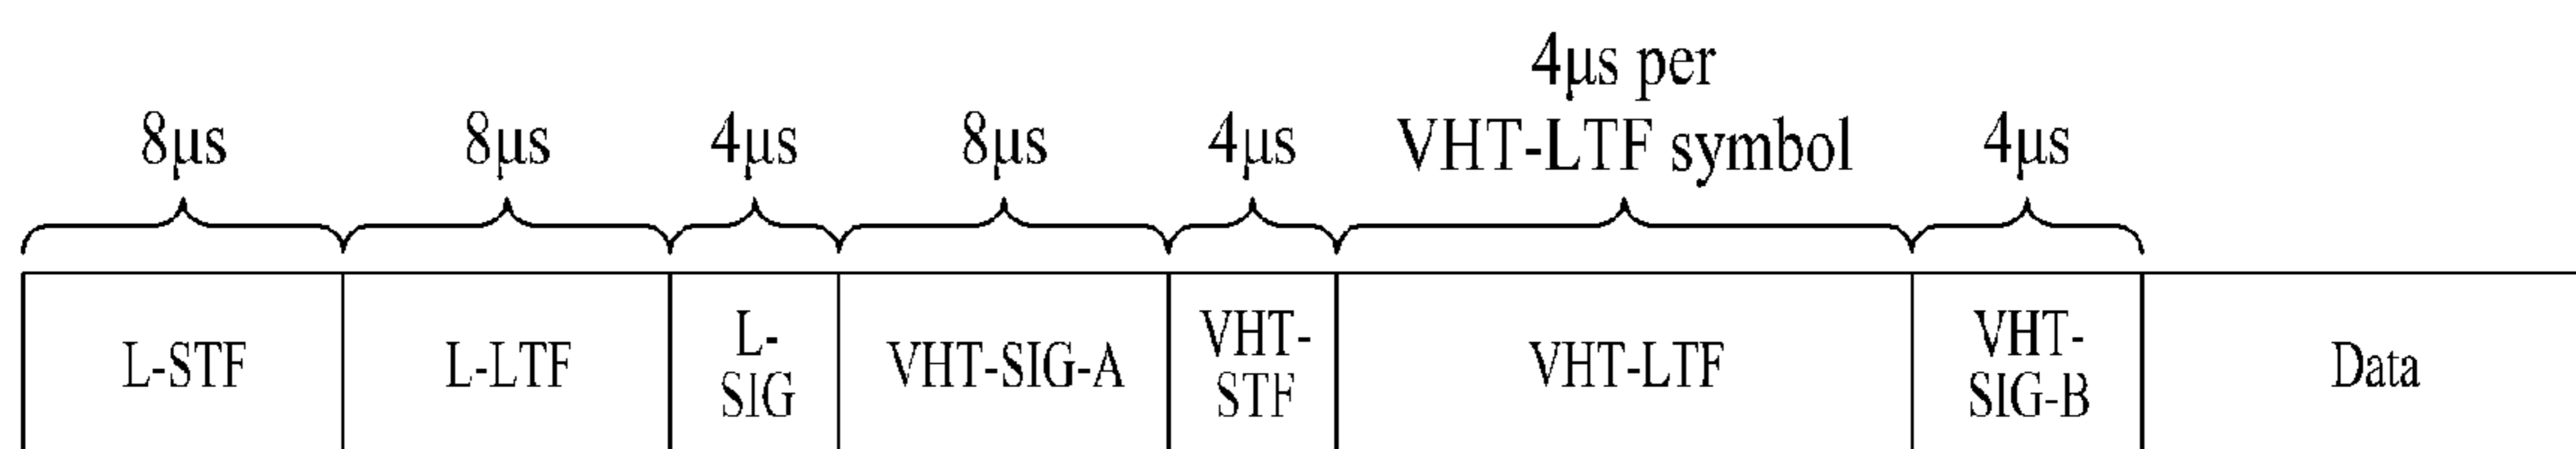 4μs per
8μs 8μs 4μs 8μs 4μs VHT-LTF symbol 4μs
L-STF L-LTF L-
SIG VHT-SIG-A VHT-
STF VHT-LTF VHT-
SIG-B Data